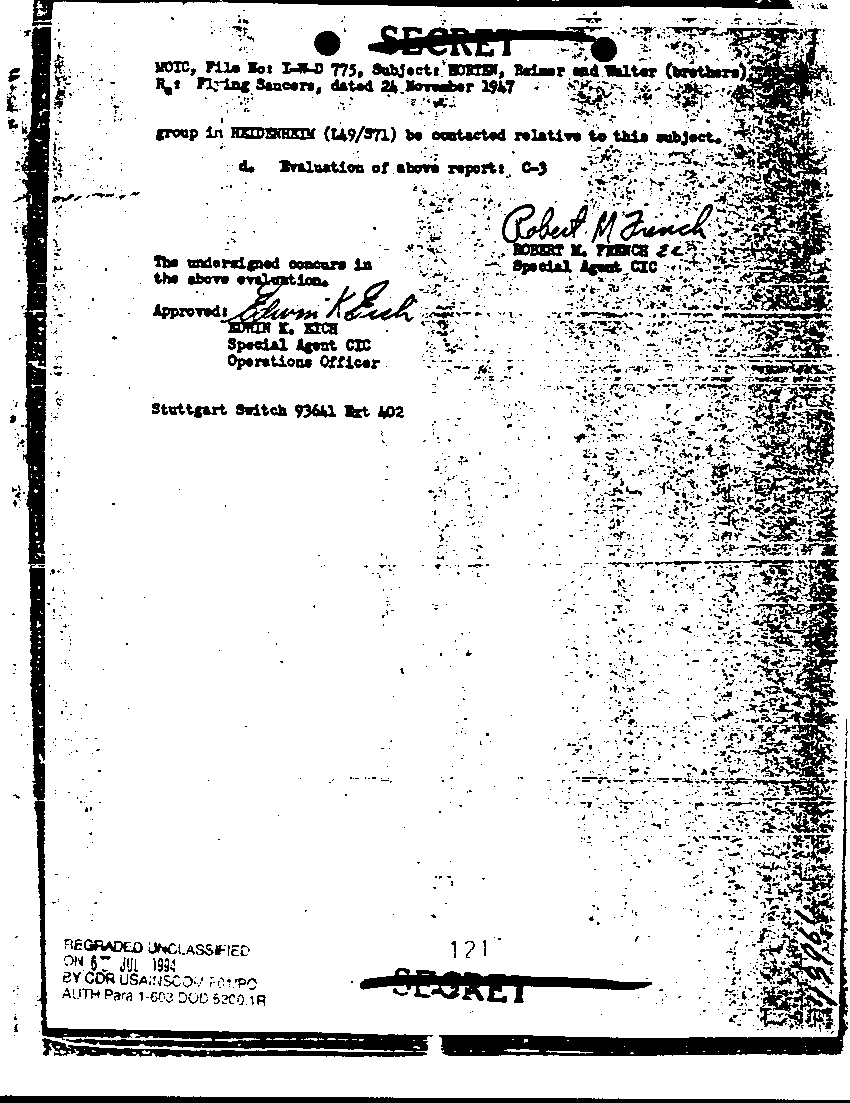 SECRET
MOIC, File No: I-W-D 775, Subject: HORTEN, Reimer and Walter (brothers)
Re: Flying Saucers, dated 24 November 1947
group in HEIDENHEIM (L49/S71) be contacted relative to this subject.
d. Evaluation of above report: C-3
Robert M French
ROBERT M. FRENCH
Special Agent CIC
The undersigned concurs in
the above evaluation.
Approved: Edwin K Eich
EDWIN K. EICH
Special Agent CIC
Operations Officer
Stuttgart Switch 93641 Ext 402
REGRADED UNCLASSIFIED
ON 6 JUL 1994
BY CDR USAINSCOM F01/PO
AUTH Para 1-603 DOD 5200.1R
121
SECRET